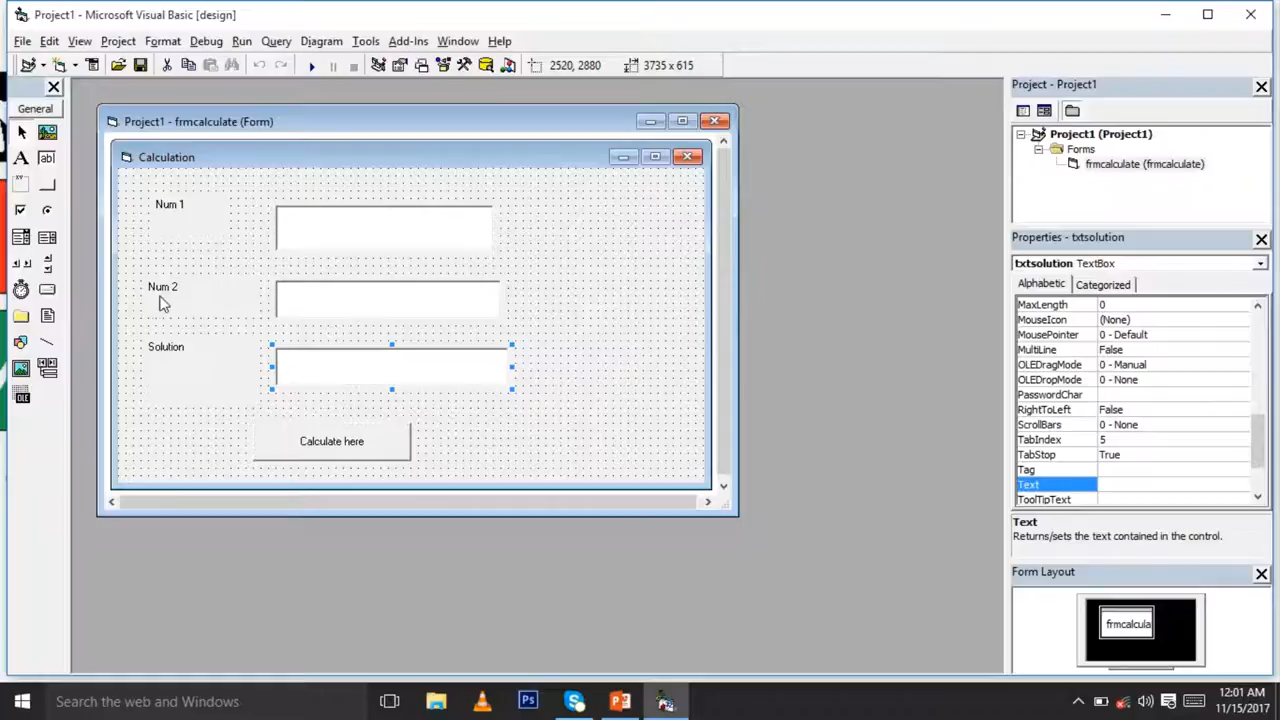 Project1 - Microsoft Visual Basic [design]
File Edit View Project Format Debug Run Query Diagram Tools Add-Ins Window Help
2520, 2880 3735 x 615
General
Project1 - frmcalculate (Form)
Calculation
Num 1
Num 2
Solution
Calculate here
Project - Project1
Project1 (Project1)
Forms
frmcalculate (frmcalculate)
Properties - txtsolution
txtsolution TextBox
Alphabetic Categorized
MaxLength 0
MouseIcon (None)
MousePointer 0 - Default
MultiLine False
OLEDragMode 0 - Manual
OLEDropMode 0 - None
PasswordChar
RightToLeft False
ScrollBars 0 - None
TabIndex 5
TabStop True
Tag
Text
ToolTipText
Text
Returns/sets the text contained in the control.
Form Layout
frmcalcula
Search the web and Windows
12:01 AM
11/15/2017